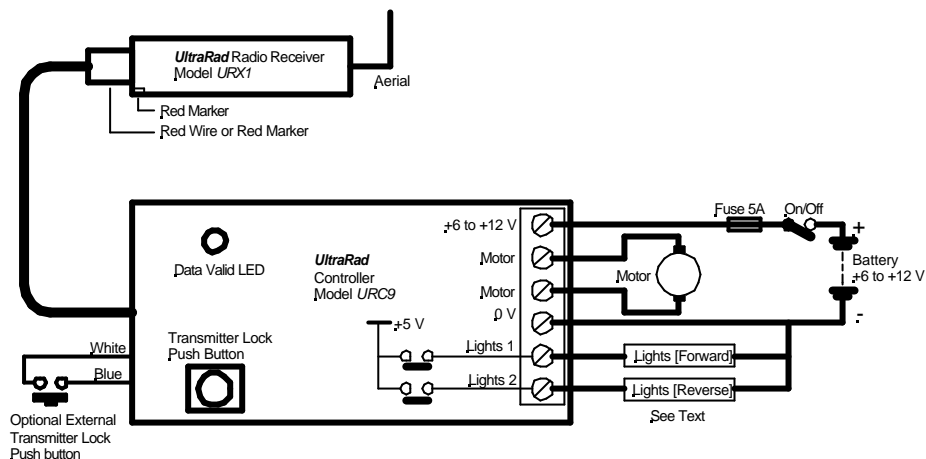 UltraRad Radio Receiver
Model URX1
Aerial
Red Marker
Red Wire or Red Marker
Fuse 5A
On/Off
+6 to +12 V
+
Data Valid LED
UltraRad
Controller
Model URC9
Motor
Motor
Battery
+6 to +12 V
Motor
0 V
-
+5 V
Transmitter Lock
Push Button
White
Lights 1
Lights [Forward]
Blue
Lights 2
Lights [Reverse]
See Text
Optional External
Transmitter Lock
Push button